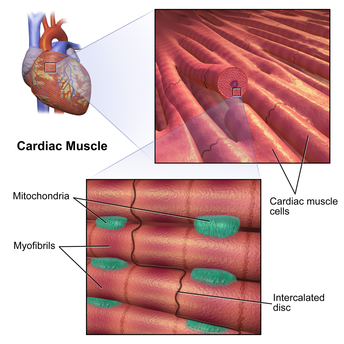 Cardiac Muscle
Cardiac muscle
cells
Mitochondria
Myofibrils
Intercalated
disc